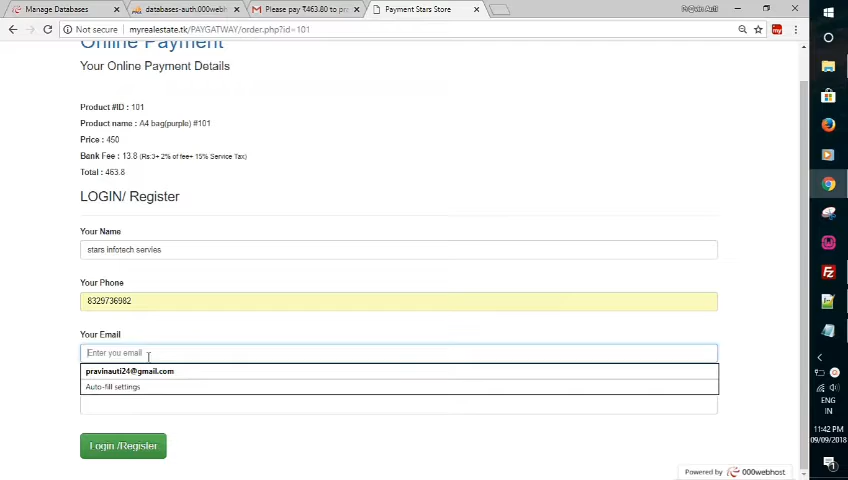 Manage Databases
databases-auth.000webh
Please pay ₹463.80 to pr
Payment Stars Store
Not secure
myrealestate.tk/PAYGATWAY/order.php?id=101
my
Online Payment
Your Online Payment Details
Product #ID : 101
Product name : A4 bag(purple) #101
Price : 450
Bank Fee : 13.8 (Rs:3+ 2% of fee+ 15% Service Tax)
Total : 463.8
LOGIN/ Register
Your Name
stars infotech servies
Your Phone
8329736982
Your Email
Enter you email
pravinauti24@gmail.com
Auto-fill settings
Login /Register
Powered by 000webhost
ENG
IN
11:42 PM
09/09/2018
1